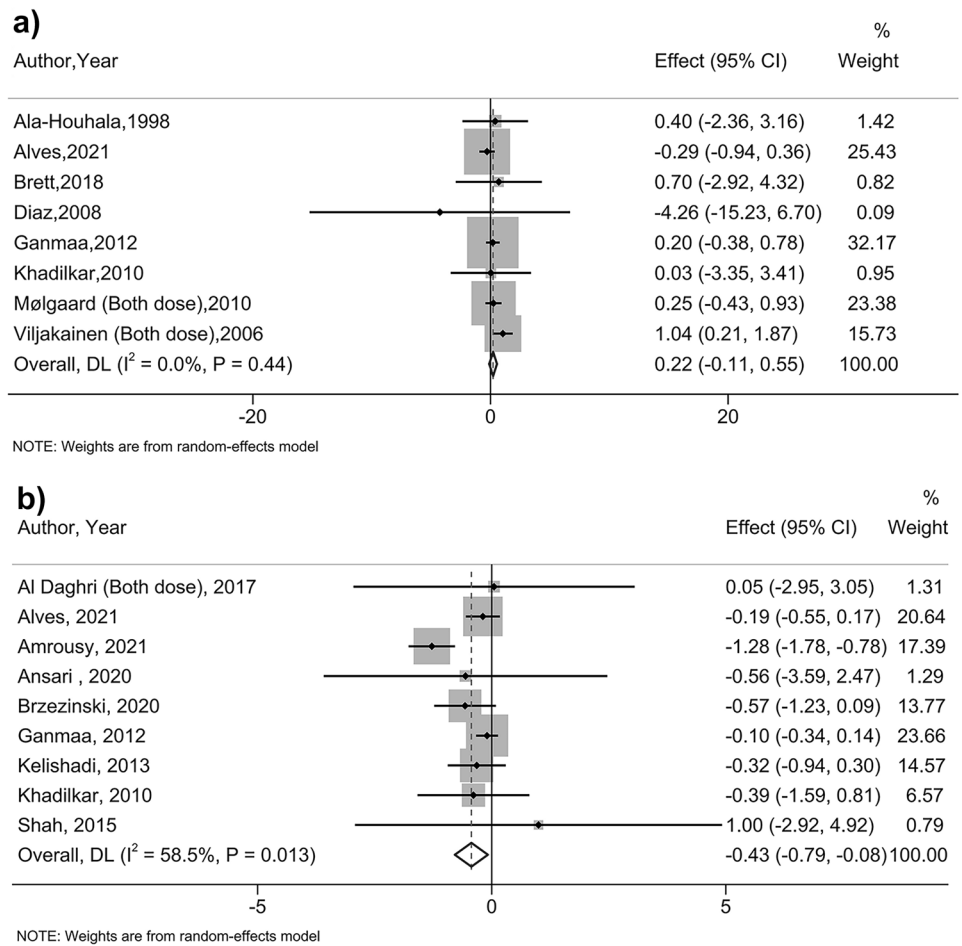 a)
%
Author,Year Effect (95% CI) Weight
Ala-Houhala,1998 0.40 (-2.36, 3.16) 1.42
Alves,2021 -0.29 (-0.94, 0.36) 25.43
Brett,2018 0.70 (-2.92, 4.32) 0.82
Diaz,2008 -4.26 (-15.23, 6.70) 0.09
Ganmaa,2012 0.20 (-0.38, 0.78) 32.17
Khadilkar,2010 0.03 (-3.35, 3.41) 0.95
Mølgaard (Both dose),2010 0.25 (-0.43, 0.93) 23.38
Viljakainen (Both dose),2006 1.04 (0.21, 1.87) 15.73
Overall, DL (I² = 0.0%, P = 0.44) 0.22 (-0.11, 0.55) 100.00
-20 0 20
NOTE: Weights are from random-effects model
b)
%
Author, Year Effect (95% CI) Weight
Al Daghri (Both dose), 2017 0.05 (-2.95, 3.05) 1.31
Alves, 2021 -0.19 (-0.55, 0.17) 20.64
Amrousy, 2021 -1.28 (-1.78, -0.78) 17.39
Ansari , 2020 -0.56 (-3.59, 2.47) 1.29
Brzezinski, 2020 -0.57 (-1.23, 0.09) 13.77
Ganmaa, 2012 -0.10 (-0.34, 0.14) 23.66
Kelishadi, 2013 -0.32 (-0.94, 0.30) 14.57
Khadilkar, 2010 -0.39 (-1.59, 0.81) 6.57
Shah, 2015 1.00 (-2.92, 4.92) 0.79
Overall, DL (I² = 58.5%, P = 0.013) -0.43 (-0.79, -0.08) 100.00
-5 0 5
NOTE: Weights are from random-effects model